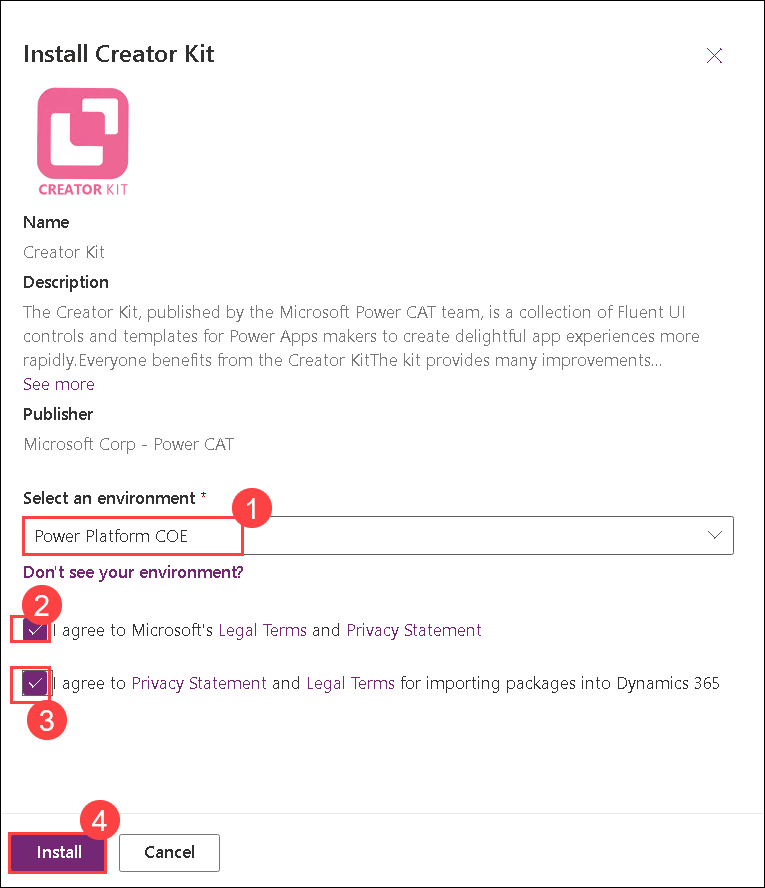 Install Creator Kit
CREATOR KIT
Name
Creator Kit
Description
The Creator Kit, published by the Microsoft Power CAT team, is a collection of Fluent UI
controls and templates for Power Apps makers to create delightful app experiences more
rapidly.Everyone benefits from the Creator KitThe kit provides many improvements...
See more
Publisher
Microsoft Corp - Power CAT
Select an environment *
1
Power Platform COE
Don't see your environment?
2
I agree to Microsoft's Legal Terms and Privacy Statement
I agree to Privacy Statement and Legal Terms for importing packages into Dynamics 365
3
4
Install
Cancel